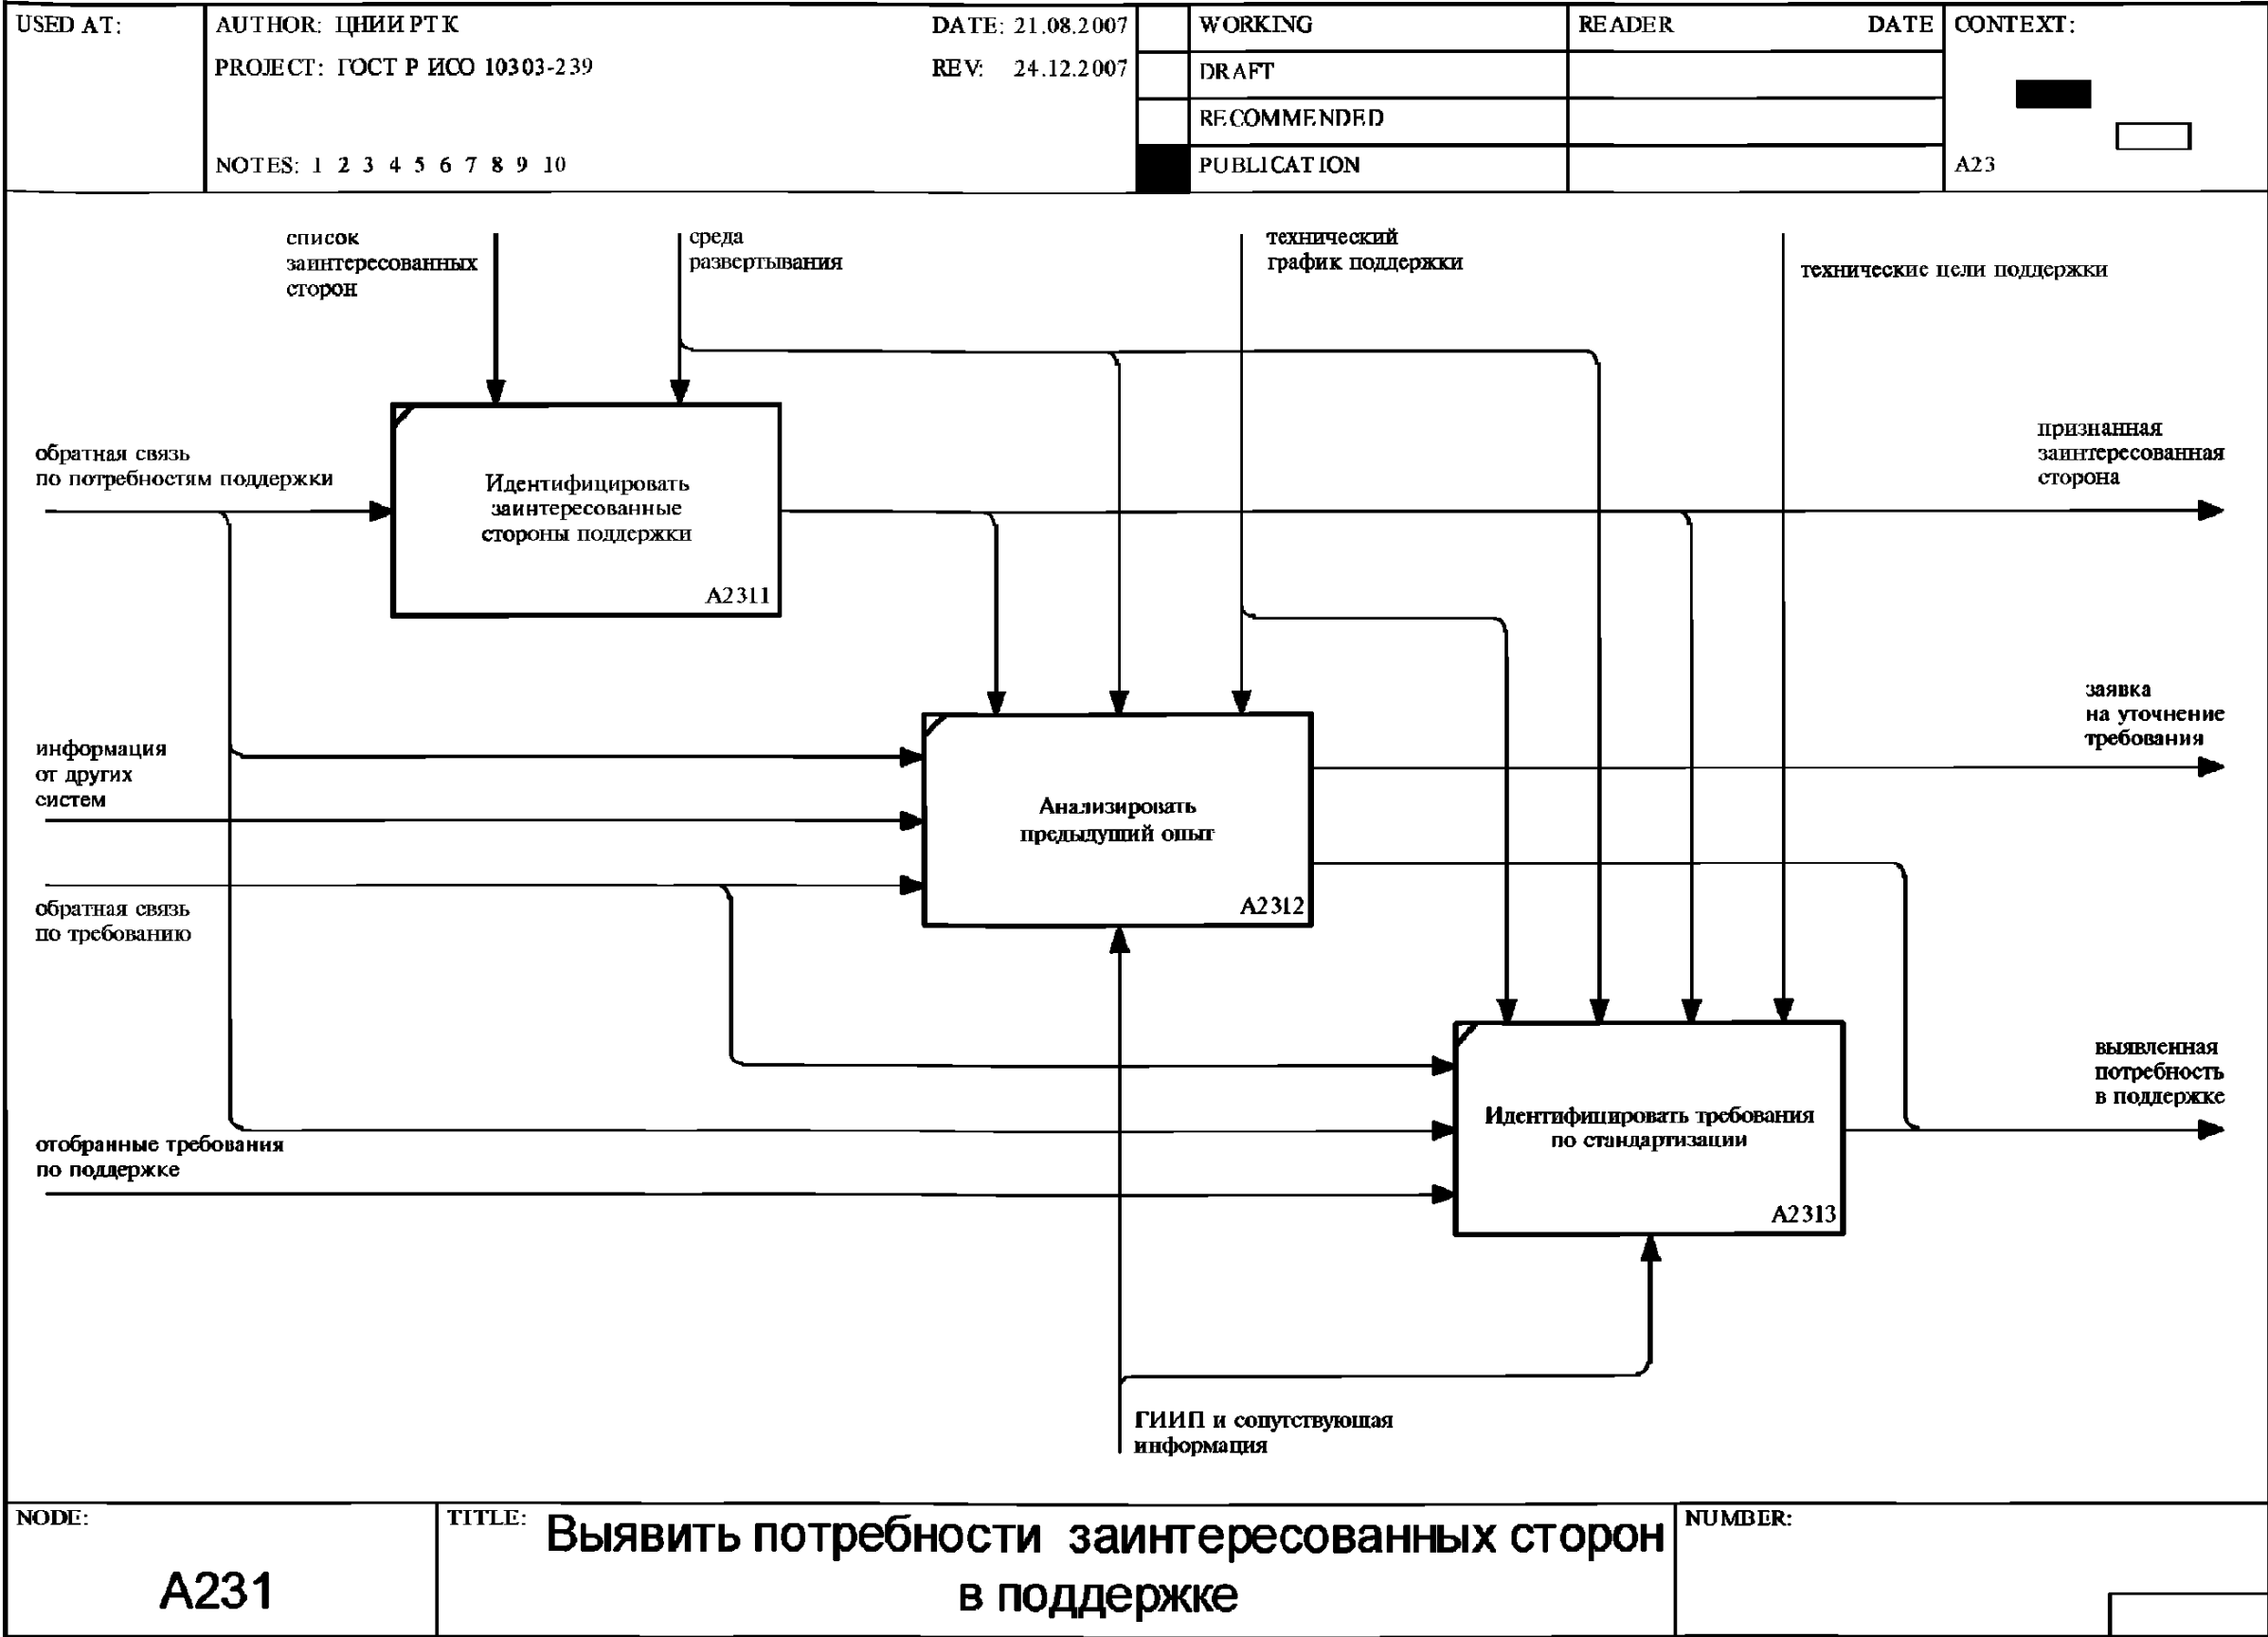 USED AT:
AUTHOR: ЦНИИ РТК
DATE: 21.08.2007
WORKING
READER
DATE
CONTEXT:
PROJECT: ГОСТ Р ИСО 10303-239
REV: 24.12.2007
DRAFT
RECOMMENDED
NOTES: 1 2 3 4 5 6 7 8 9 10
PUBLICATION
A23
список
заинтересованных
сторон
среда
развертывания
технический
график поддержки
технические цели поддержки
обратная связь
по потребностям поддержки
Идентифицировать
заинтересованные
стороны поддержки
A2311
признанная
заинтересованная
сторона
заявка
на уточнение
требования
информация
от других
систем
Анализировать
предыдущий опыт
A2312
обратная связь
по требованию
выявленная
потребность
в поддержке
Идентифицировать требования
по стандартизации
A2313
отобранные требования
по поддержке
ГИИП и сопутствующая
информация
NODE:
A231
TITLE:
Выявить потребности заинтересованных сторон
в поддержке
NUMBER: